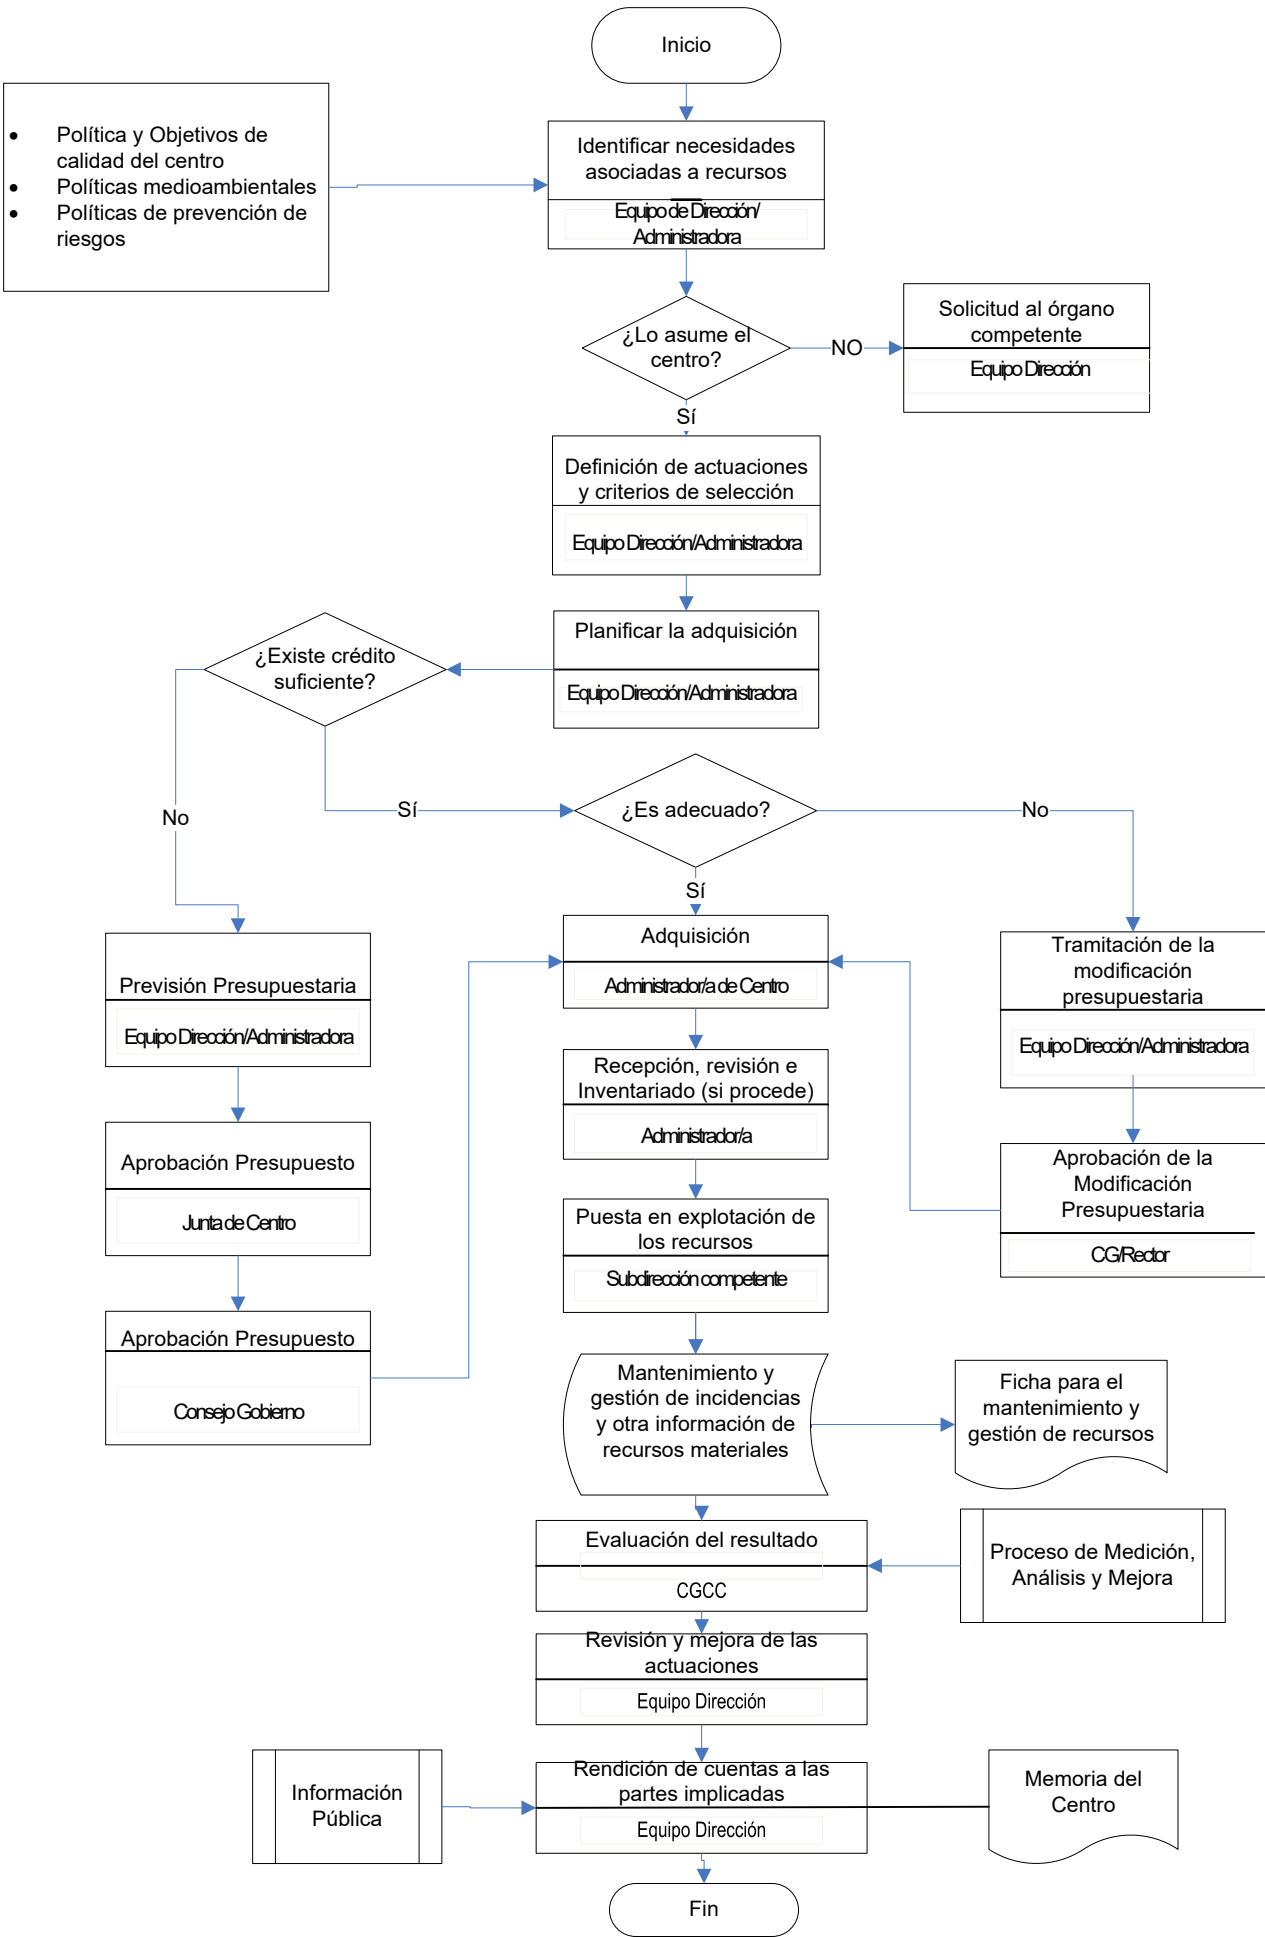 Inicio
• Política y Objetivos de
calidad del centro
• Políticas medioambientales
• Políticas de prevención de
riesgos
Identificar necesidades
asociadas a recursos
Equipo de Dirección/
Administradora
¿Lo asume el
centro?
NO
Solicitud al órgano
competente
Equipo Dirección
Sí
Definición de actuaciones
y criterios de selección
Equipo Dirección/Administradora
Planificar la adquisición
Equipo Dirección/Administradora
¿Existe crédito
suficiente?
No
Sí
¿Es adecuado?
No
Sí
Previsión Presupuestaria
Equipo Dirección/Administradora
Aprobación Presupuesto
Junta de Centro
Aprobación Presupuesto
Consejo Gobierno
Adquisición
Administrador/a de Centro
Tramitación de la
modificación
presupuestaria
Equipo Dirección/Administradora
Aprobación de la
Modificación
Presupuestaria
CG/Rector
Recepción, revisión e
Inventariado (si procede)
Administrador/a
Puesta en explotación de
los recursos
Subdirección competente
Mantenimiento y
gestión de incidencias
y otra información de
recursos materiales
Ficha para el
mantenimiento y
gestión de recursos
Evaluación del resultado
CGCC
Proceso de Medición,
Análisis y Mejora
Revisión y mejora de las
actuaciones
Equipo Dirección
Información
Pública
Rendición de cuentas a las
partes implicadas
Equipo Dirección
Memoria del
Centro
Fin